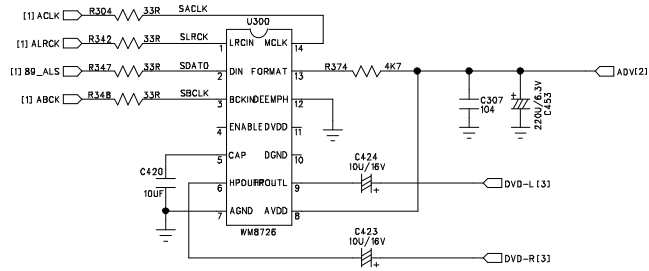 [1] ACLK R304 33R SACLK U300
[1] ALRCK R342 33R SLRCK 1 LRCIN MCLK 14
[1] 89_ALS R347 33R SDATO 2 DIN FORMAT 13 R374 4K7 ADV[2]
[1] ABCK R348 33R SBCLK 3 BCKIN DEEMPH 12
C307 104
220U/6.3V C453
4 ENABLE DVDD 11
5 CAP DGND 10
C420 10UF
C424 10U/16V
6 HPOUTR HPOUTL 9 DVD-L[3]
7 AGND AVDD 8
WM8726
C423 10U/16V
DVD-R[3]